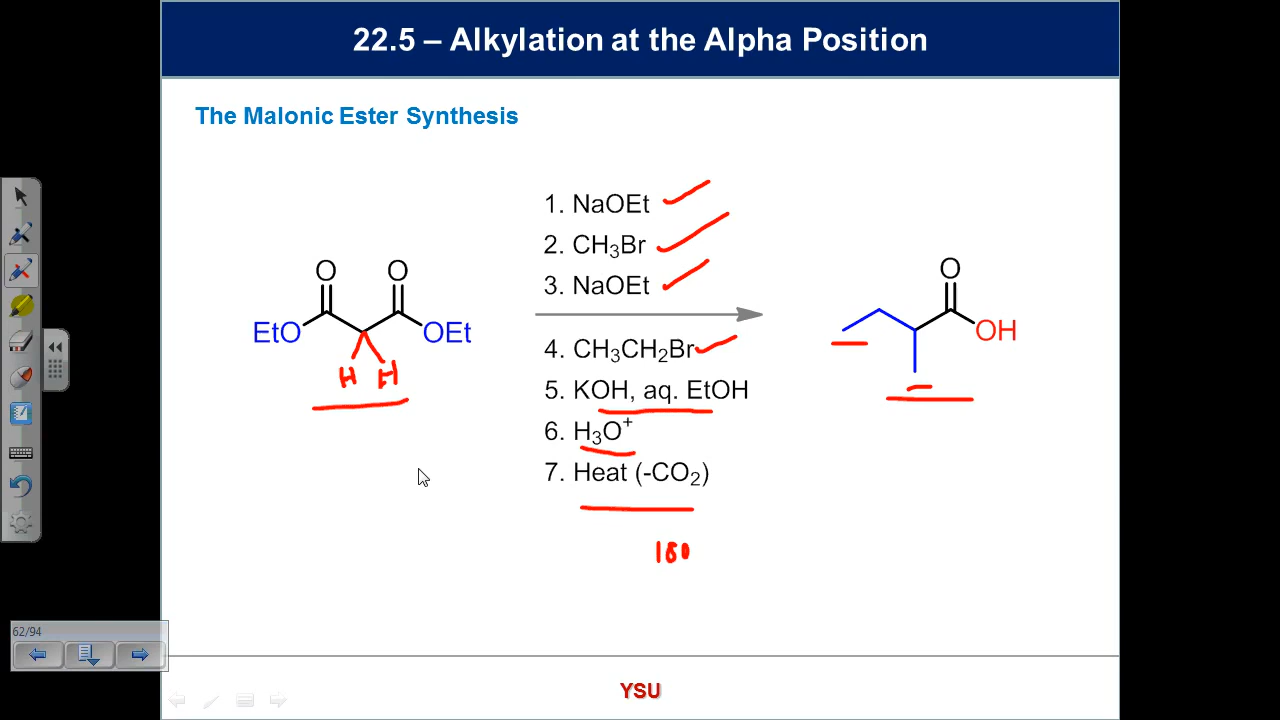 22.5 – Alkylation at the Alpha Position
The Malonic Ester Synthesis
1. NaOEt
2. CH₃Br
3. NaOEt
4. CH₃CH₂Br
5. KOH, aq. EtOH
6. H₃O⁺
7. Heat (-CO₂)
O O
EtO OEt
H H
O
OH
180
62/94
YSU